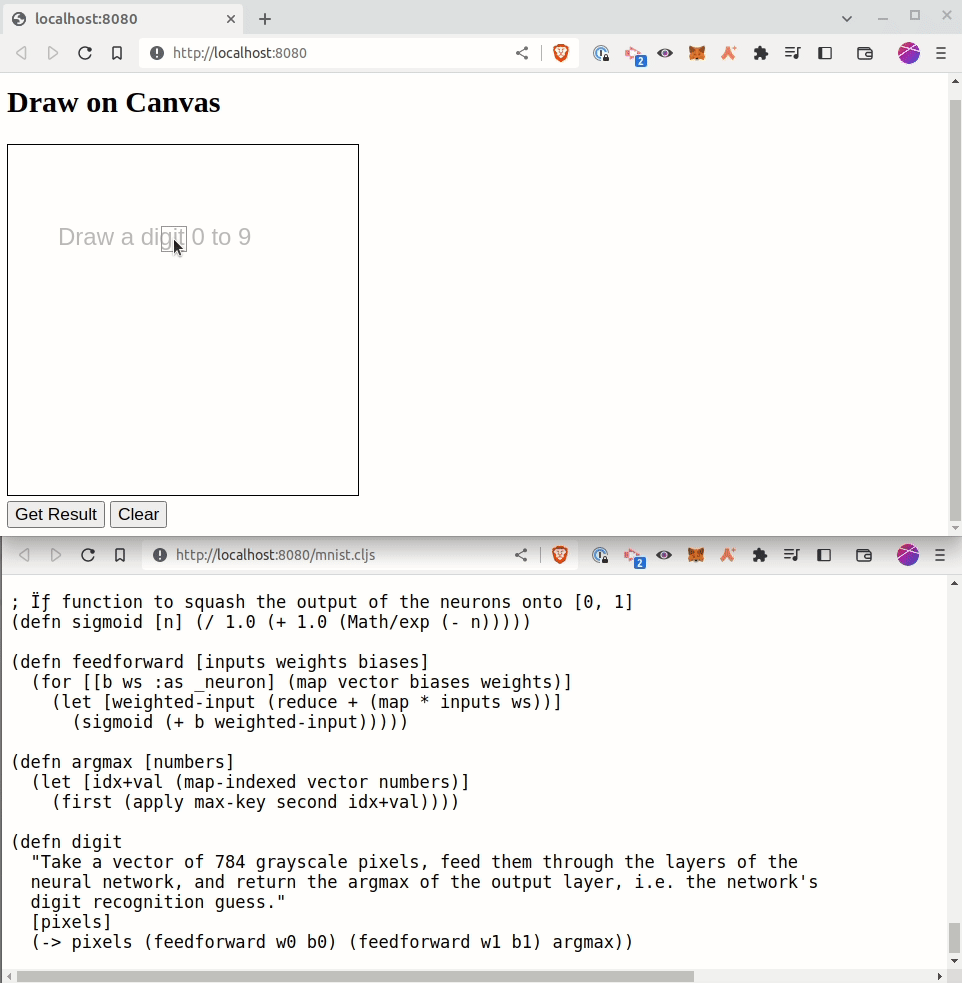 localhost:8080
http://localhost:8080
2
Draw on Canvas
Draw a digit 0 to 9
Get Result Clear
http://localhost:8080/mnist.cljs
2
; Ïƒ function to squash the output of the neurons onto [0, 1]
(defn sigmoid [n] (/ 1.0 (+ 1.0 (Math/exp (- n)))))
(defn feedforward [inputs weights biases]
  (for [[b ws :as _neuron] (map vector biases weights)]
    (let [weighted-input (reduce + (map * inputs ws))]
      (sigmoid (+ b weighted-input)))))
(defn argmax [numbers]
  (let [idx+val (map-indexed vector numbers)]
    (first (apply max-key second idx+val))))
(defn digit
  "Take a vector of 784 grayscale pixels, feed them through the layers of the
  neural network, and return the argmax of the output layer, i.e. the network's
  digit recognition guess."
  [pixels]
  (-> pixels (feedforward w0 b0) (feedforward w1 b1) argmax))